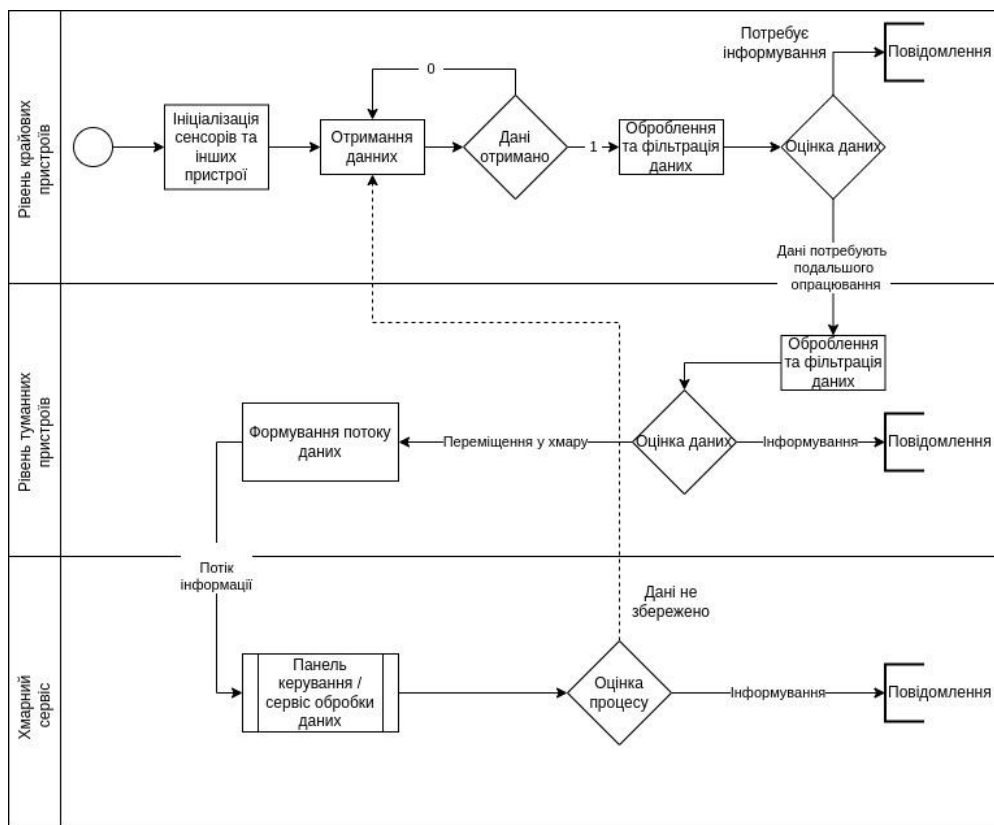 Рівень крайових
пристроїв
Ініціалізація
сенсорів та
інших
пристрої
Отримання
данних
0
Дані
отримано
1
Оброблення
та фільтрація
даних
Оцінка даних
Потребує
інформування
Повідомлення
Дані потребують
подальшого
опрацювання
Рівень туманних
пристроїв
Оброблення
та фільтрація
даних
Оцінка даних
Інформування
Повідомлення
Переміщення у хмару
Формування потоку
даних
Потік
інформації
Хмарний
сервіс
Панель
керування /
сервіс обробки
даних
Оцінка
процесу
Дані не
збережено
Інформування
Повідомлення